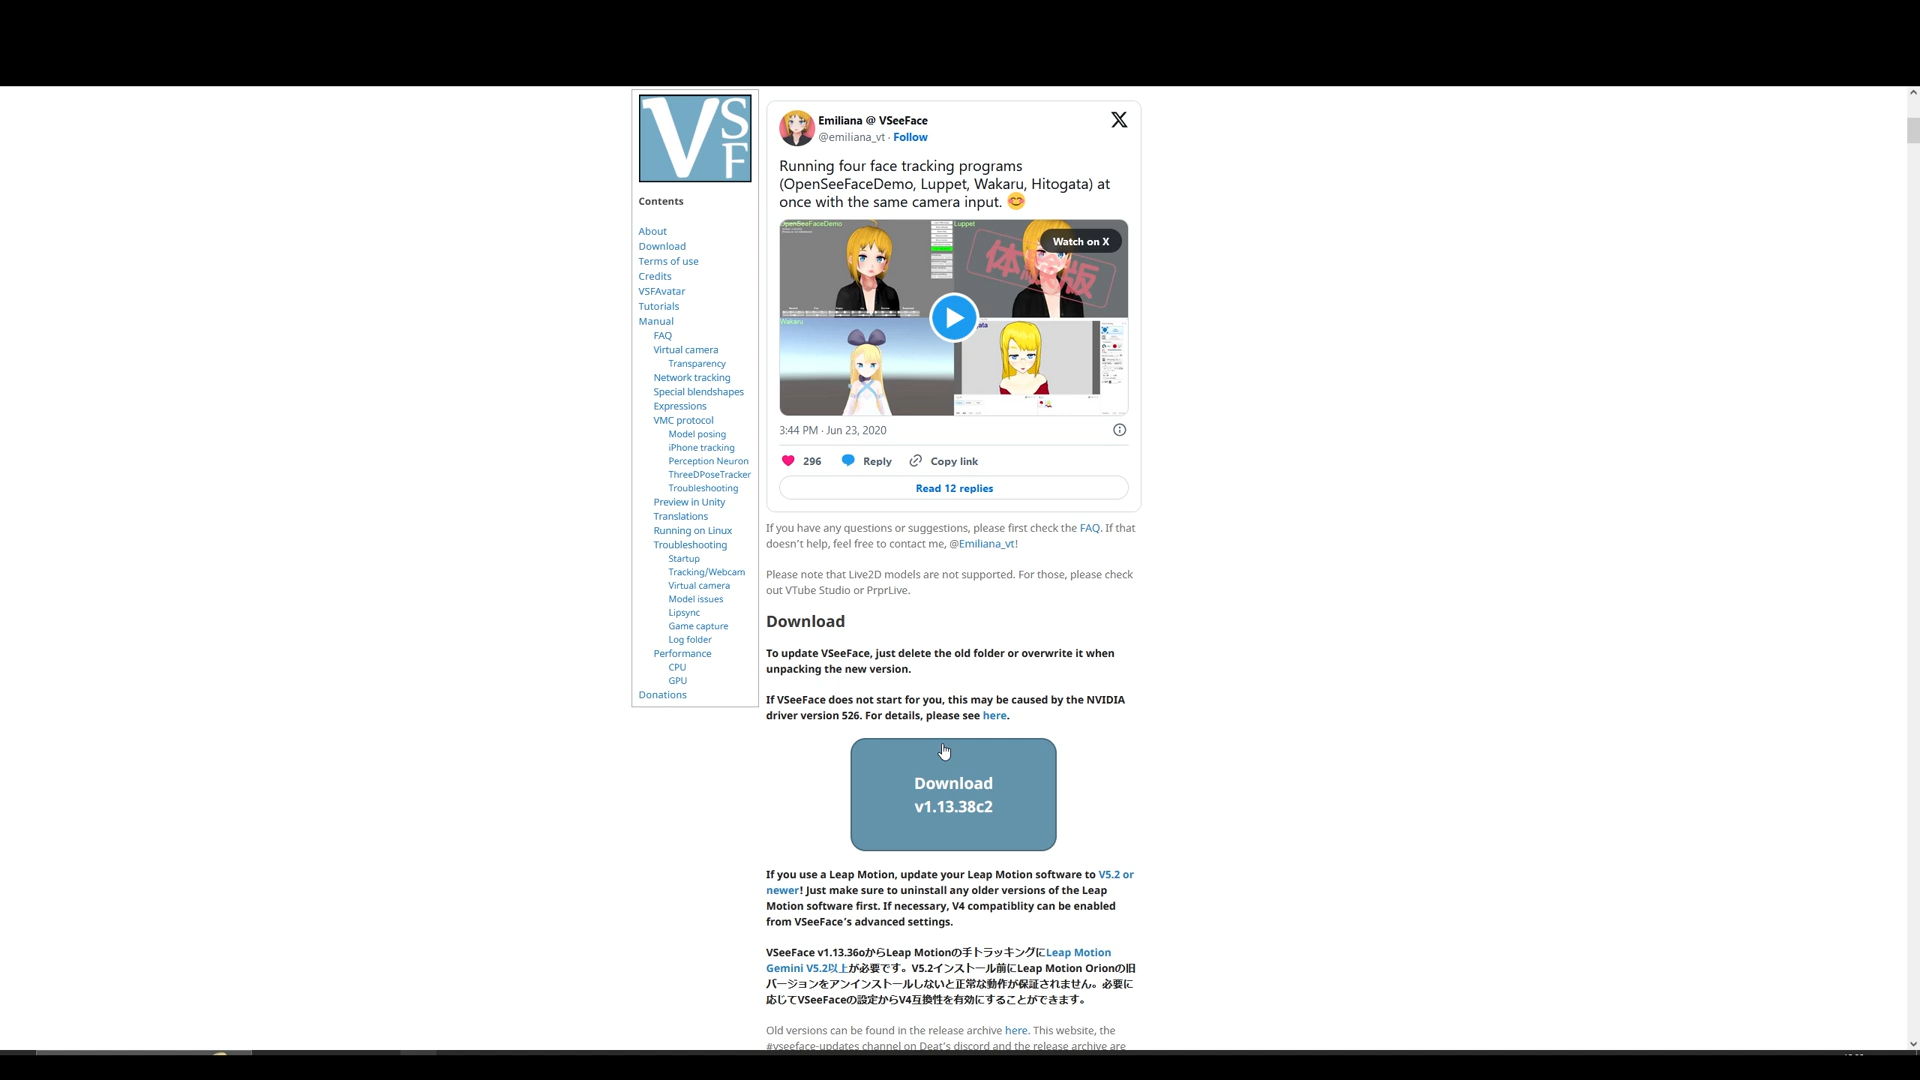 VSF
Contents
About
Download
Terms of use
Credits
VSFAvatar
Tutorials
Manual
FAQ
Virtual camera
Transparency
Network tracking
Special blendshapes
Expressions
VMC protocol
Model posing
iPhone tracking
Perception Neuron
ThreeDPoseTracker
Troubleshooting
Preview in Unity
Translations
Running on Linux
Troubleshooting
Startup
Tracking/Webcam
Virtual camera
Model issues
Lipsync
Game capture
Log folder
Performance
CPU
GPU
Donations
Emiliana @ VSeeFace
@emiliana_vt · Follow
Running four face tracking programs
(OpenSeeFaceDemo, Luppet, Wakaru, Hitogata) at
once with the same camera input. 😊
OpenSeeFaceDemo
Luppet
Watch on X
Wakaru
3:44 PM · Jun 23, 2020
296 Reply Copy link
Read 12 replies
If you have any questions or suggestions, please first check the FAQ. If that
doesn't help, feel free to contact me, @Emiliana_vt!
Please note that Live2D models are not supported. For those, please check
out VTube Studio or PrprLive.
Download
To update VSeeFace, just delete the old folder or overwrite it when
unpacking the new version.
If VSeeFace does not start for you, this may be caused by the NVIDIA
driver version 526. For details, please see here.
Download
v1.13.38c2
If you use a Leap Motion, update your Leap Motion software to V5.2 or
newer! Just make sure to uninstall any older versions of the Leap
Motion software first. If necessary, V4 compatiblity can be enabled
from VSeeFace's advanced settings.
VSeeFace v1.13.36oからLeap Motionの手トラッキングにLeap Motion
Gemini V5.2以上が必要です。V5.2インストール前にLeap Motion Orionの旧
バージョンをアンインストールしないと正常な動作が保証されません。必要に
応じてVSeeFaceの設定からV4互換性を有効にすることができます。
Old versions can be found in the release archive here. This website, the
#vseeface-updates channel on Deat's discord and the release archive are